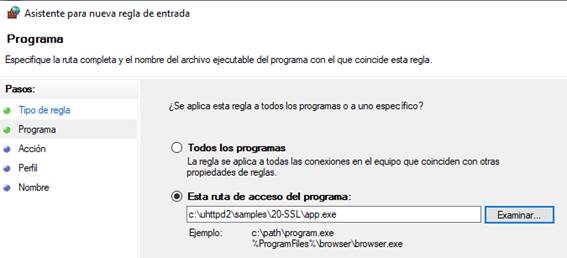 Asistente para nueva regla de entrada
Programa
Especifique la ruta completa y el nombre del archivo ejecutable del programa con el que coincide esta regla.
Pasos:
Tipo de regla
Programa
Acción
Perfil
Nombre
¿Se aplica esta regla a todos los programas o a uno específico?
Todos los programas
La regla se aplica a todas las conexiones en el equipo que coinciden con otras
propiedades de reglas.
Esta ruta de acceso del programa:
c:\uhttpd2\samples\20-SSL\app.exe
Examinar...
Ejemplo: c:\path\program.exe
%ProgramFiles%\browser\browser.exe